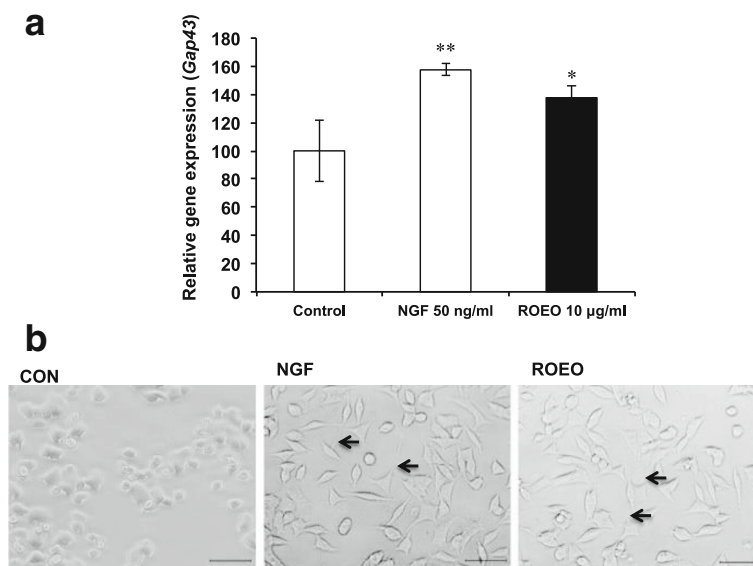 a
Relative gene expression (Gap43)
180
160
140
120
100
80
60
40
20
0
**
*
Control
NGF 50 ng/ml
ROEO 10 µg/ml
b
CON
NGF
ROEO